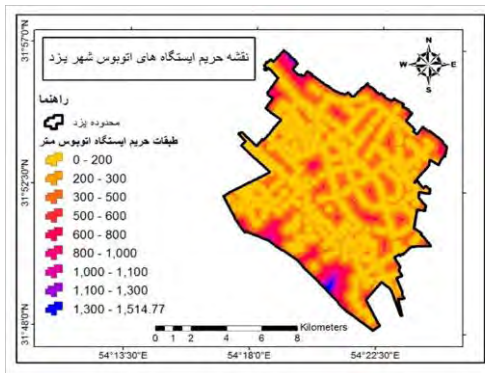 نقشه حریم ایستگاه های اتوبوس شهر یزد
N
W E
S
راهنما
محدوده یزد
طبقات حریم ایستگاه اتوبوس متر
0 - 200
200 - 300
300 - 500
500 - 600
600 - 800
800 - 1,000
1,000 - 1,100
1,100 - 1,300
1,300 - 1,514.77
Kilometers
0 1 2 4 6 8
31°57'0"N
31°52'30"N
31°48'0"N
54°13'30"E
54°18'0"E
54°22'30"E